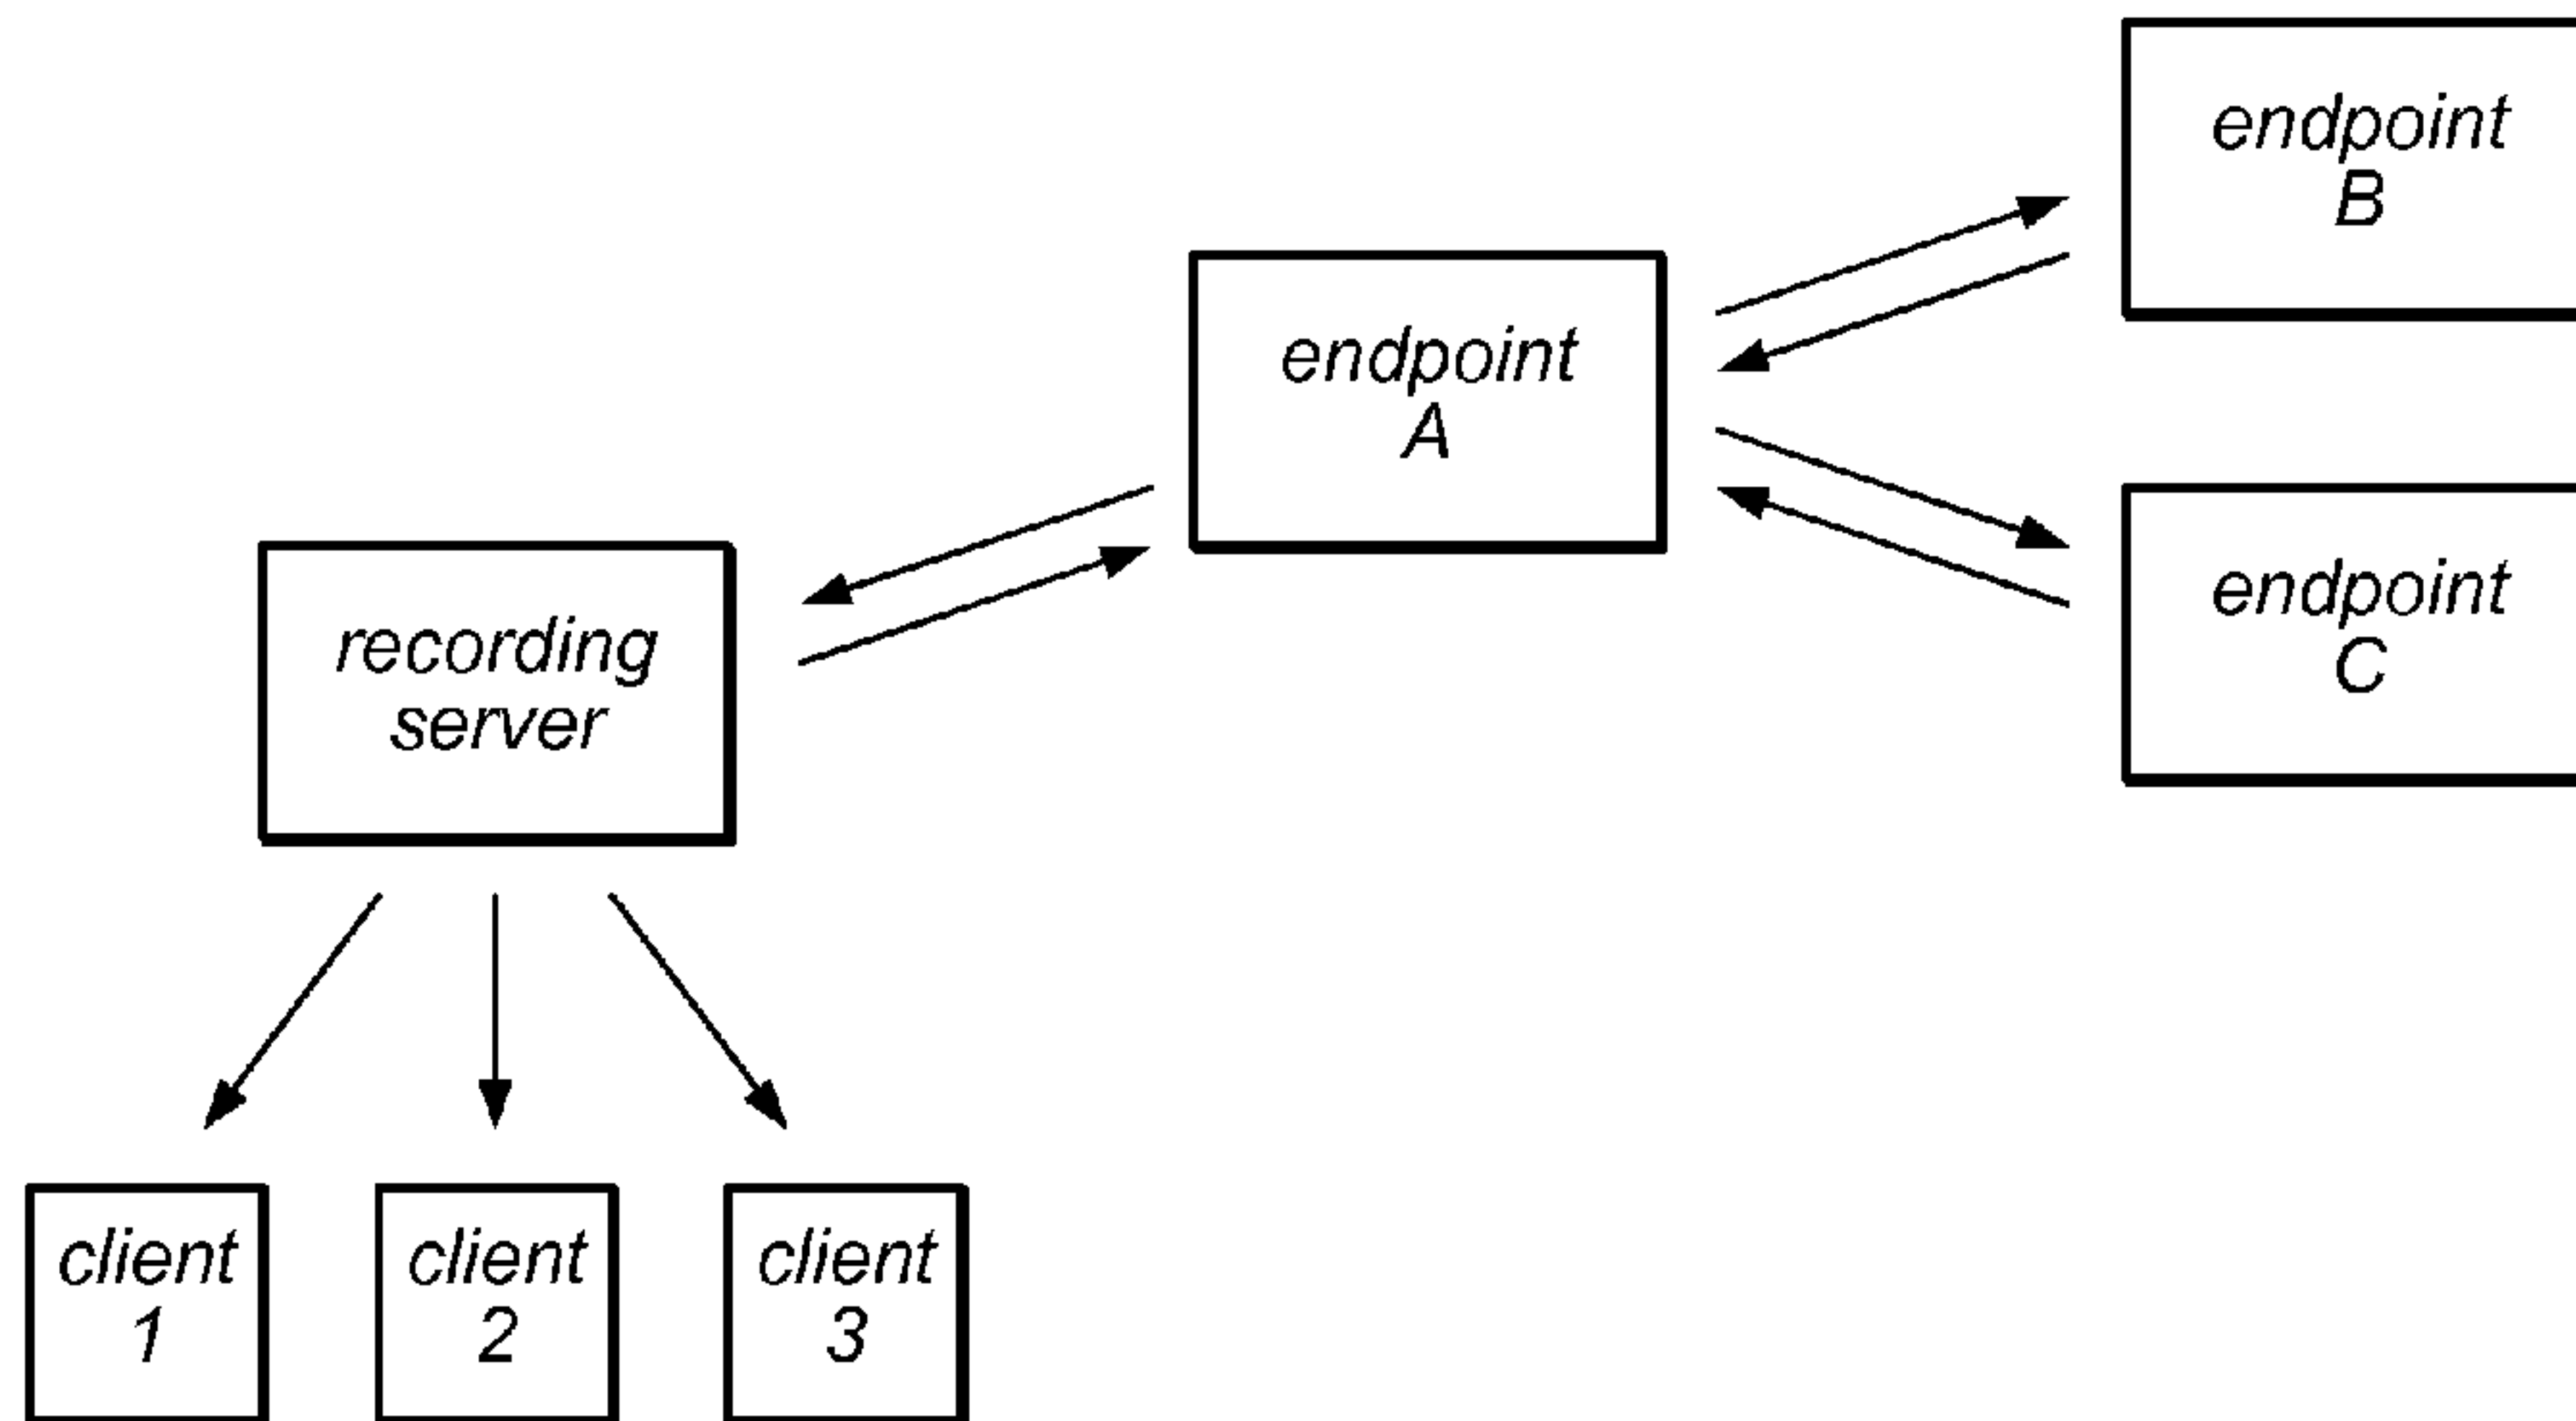 endpoint
B
endpoint
A
endpoint
C
recording
server
client
1
client
2
client
3